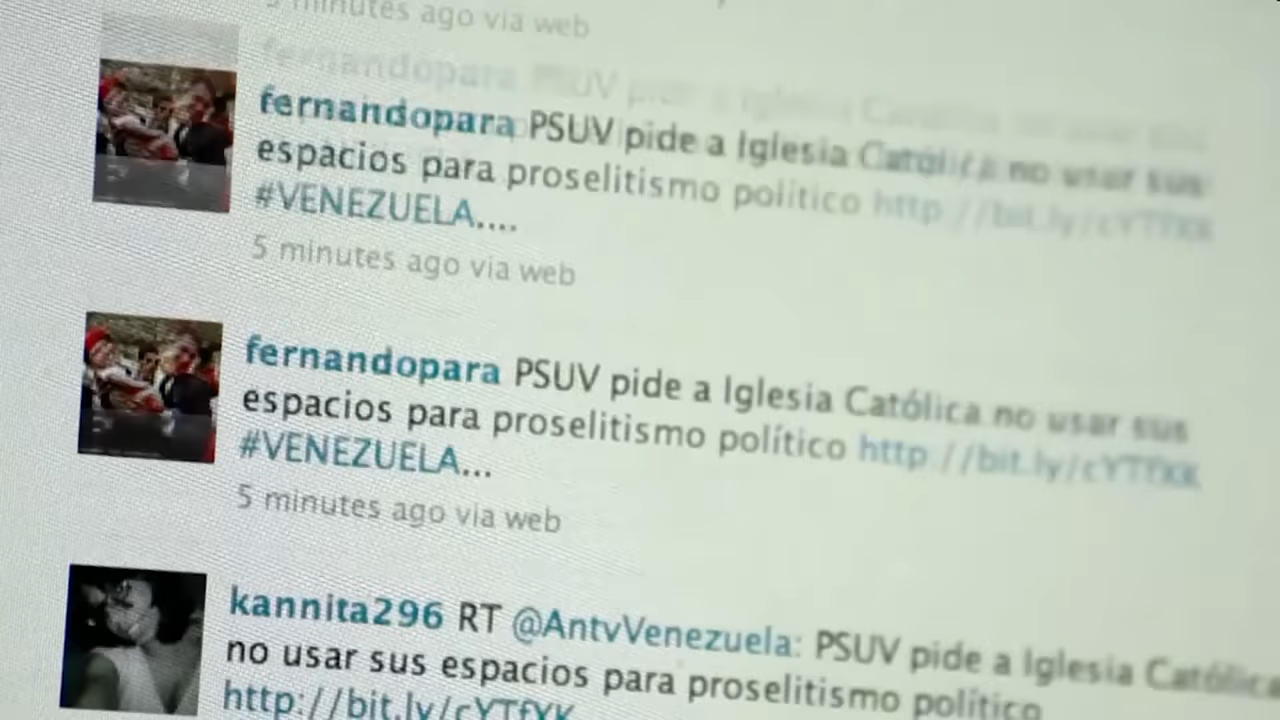 5 minutes ago via web
fernandopara PSUV pide a Iglesia Católica no usar sus
espacios para proselitismo político
#VENEZUELA....
5 minutes ago via web
fernandopara PSUV pide a Iglesia Católica no usar sus
espacios para proselitismo político
#VENEZUELA...
5 minutes ago via web
kannita296 RT @AntvVenezuela: PSUV pide a Iglesia Católica
no usar sus espacios para proselitismo político
http://bit.ly/cYTfXK